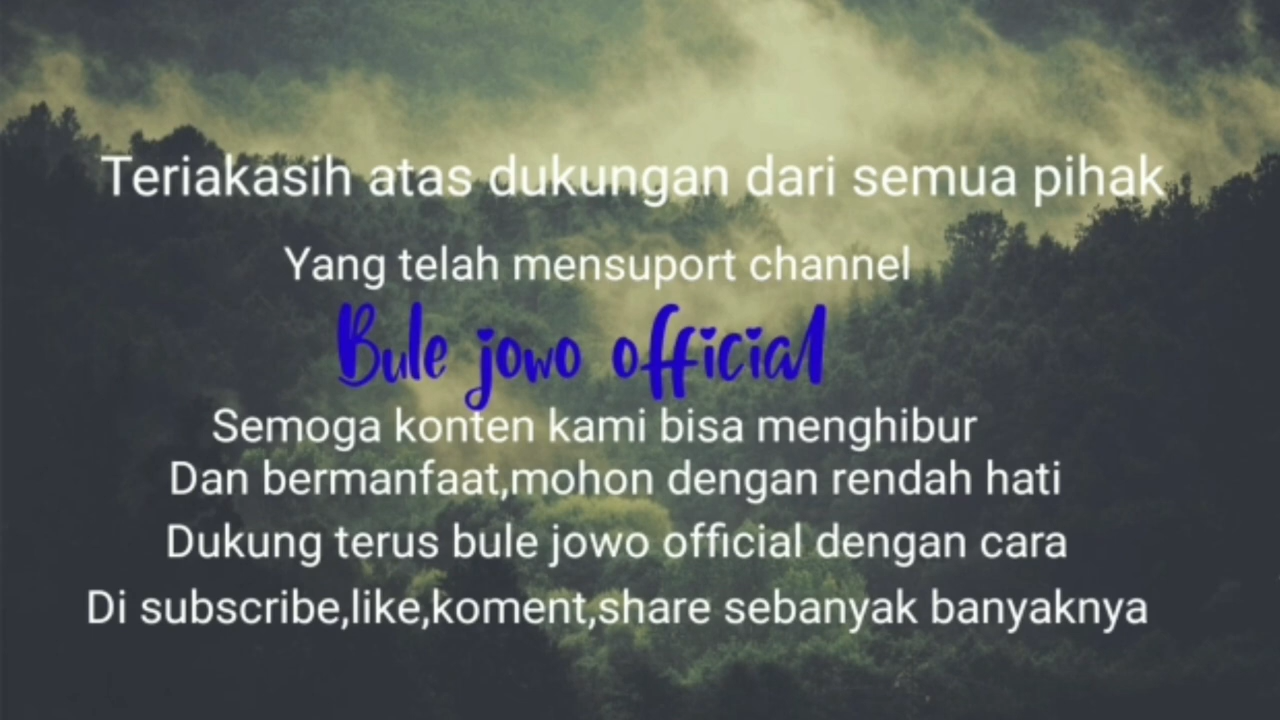 Teriakasih atas dukungan dari semua pihak
Yang telah mensuport channel
Bule jowo official
Semoga konten kami bisa menghibur
Dan bermanfaat,mohon dengan rendah hati
Dukung terus bule jowo official dengan cara
Di subscribe,like,koment,share sebanyak banyaknya